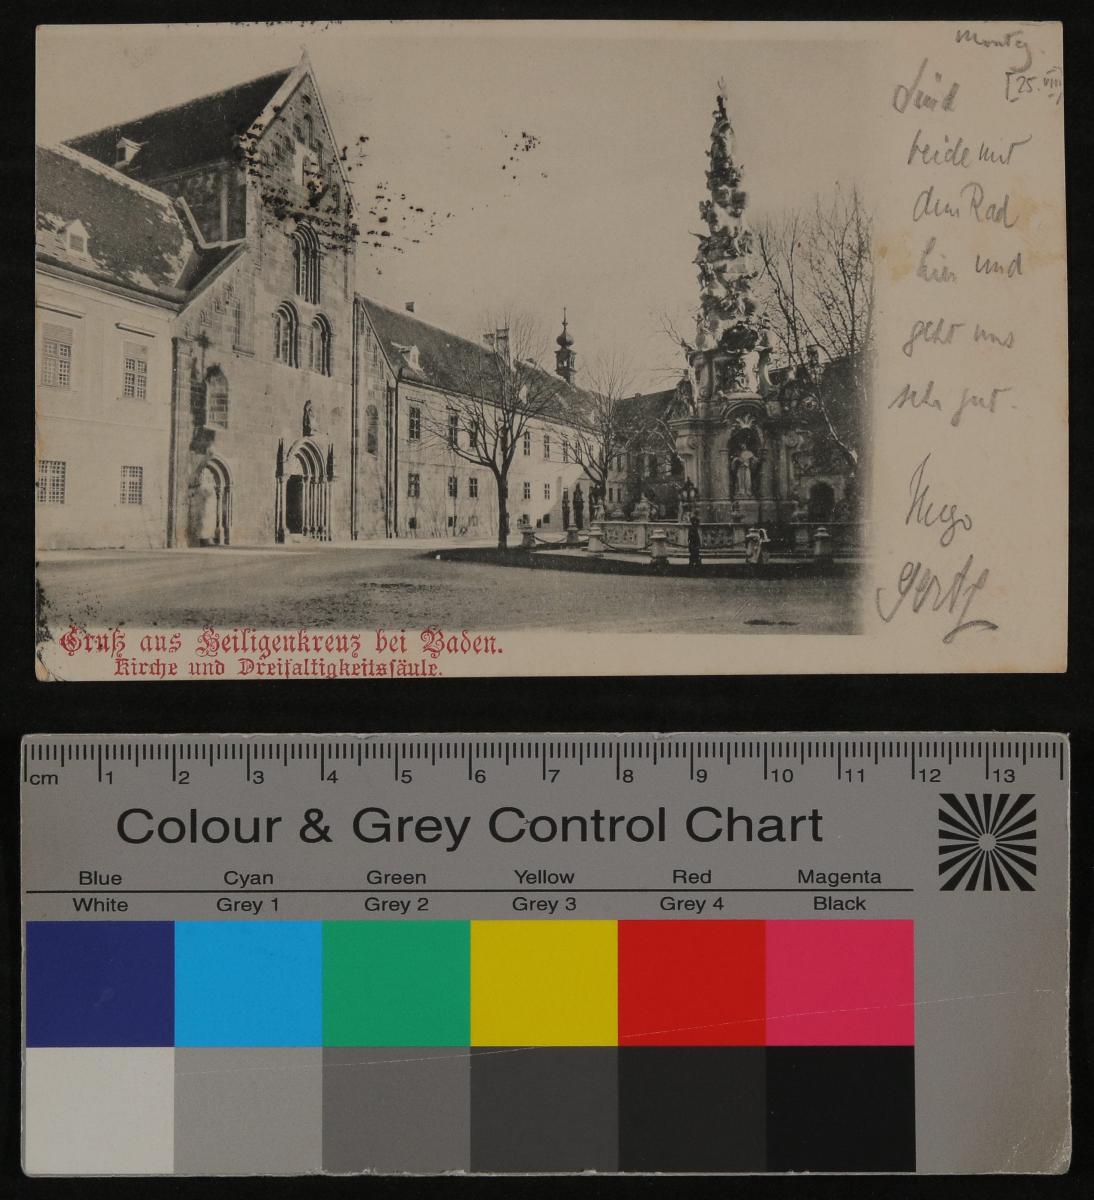 Montag.
[25. VIII]
Sind
beide mit
dem Rad
hier und
geht uns
sehr gut.
Hugo
Gerty
Gruß aus Heiligenkreuz bei Baden.
Kirche und Dreifaltigkeitssäule.
cm 1 2 3 4 5 6 7 8 9 10 11 12 13
Colour & Grey Control Chart
Blue Cyan Green Yellow Red Magenta
White Grey 1 Grey 2 Grey 3 Grey 4 Black